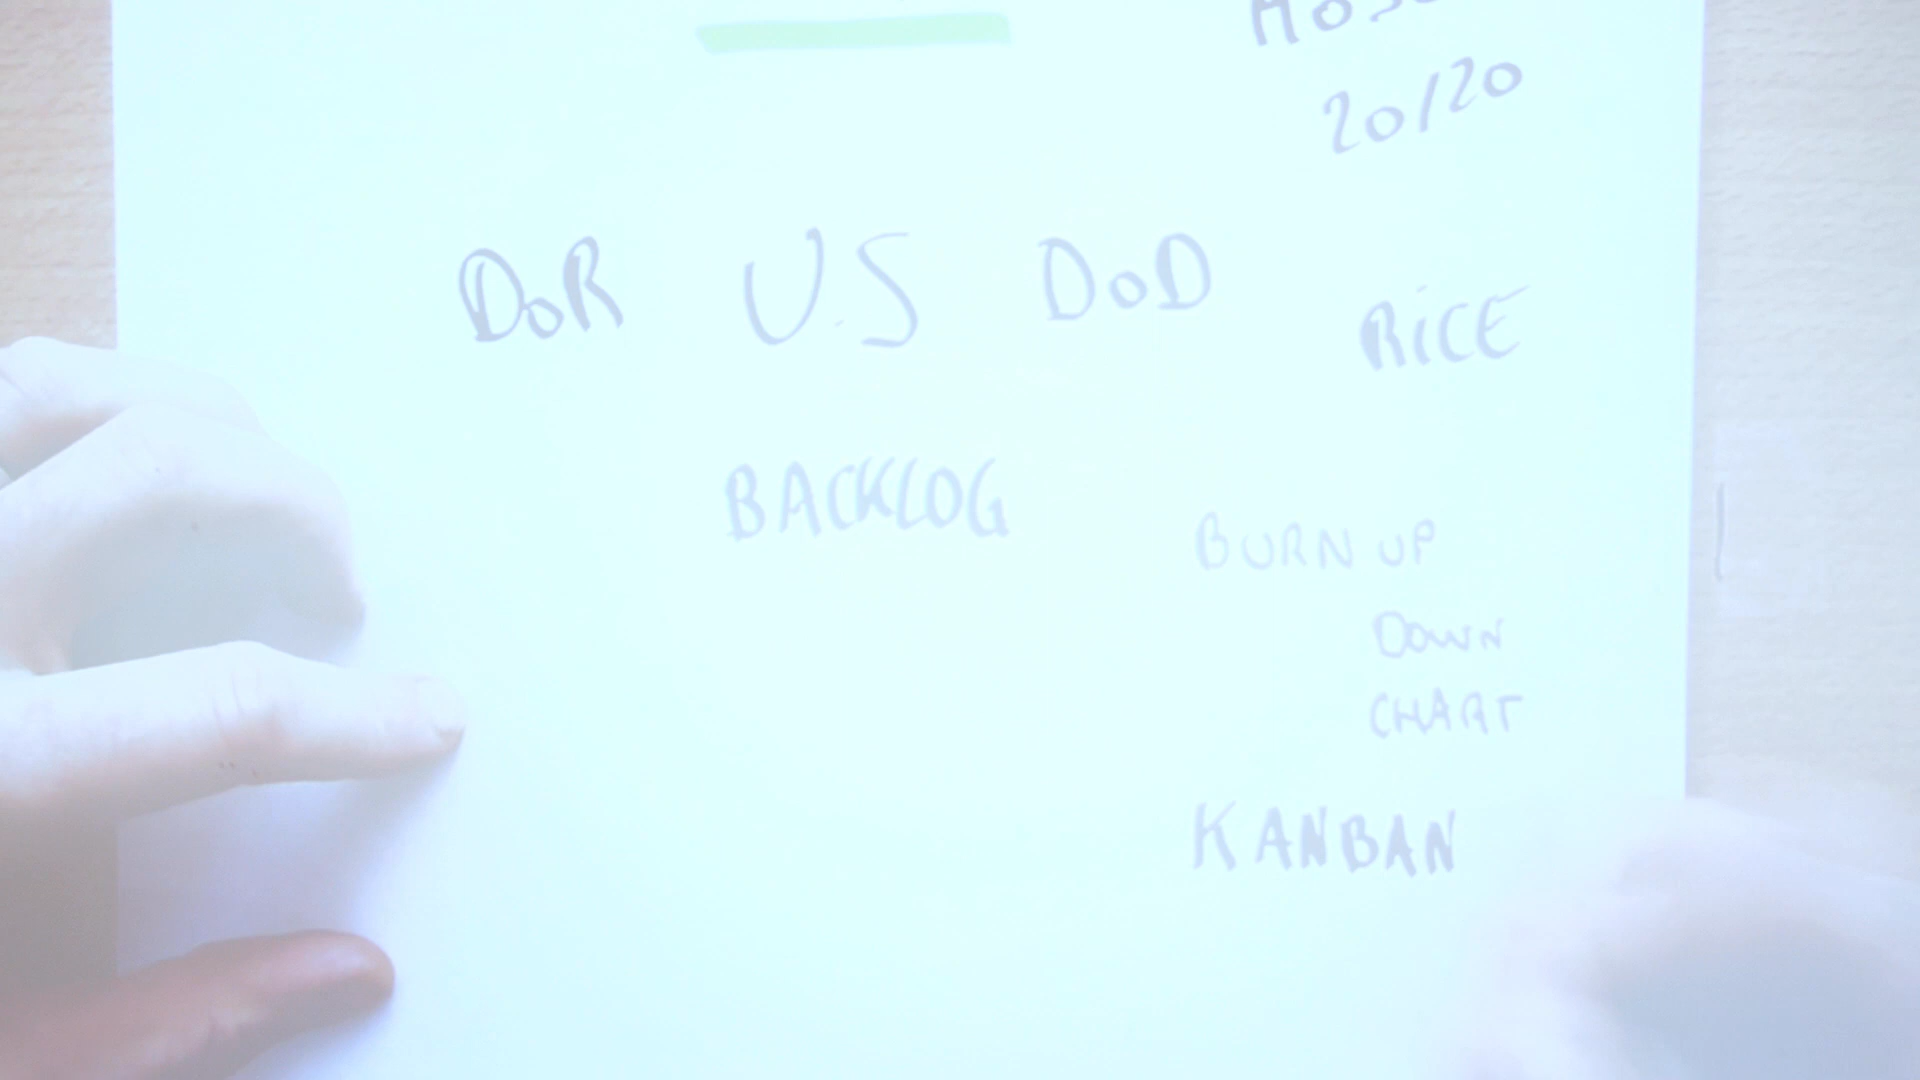 20/20
DoR U.S DoD
RiCE
BACKLOG
BURN UP
DOWN
CHART
KANBAN